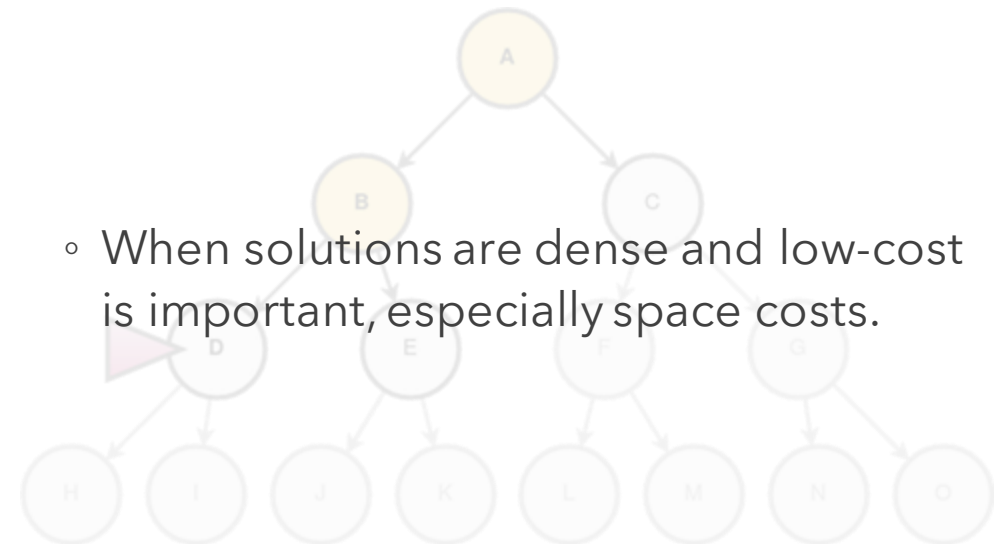 A
B
C
◦ When solutions are dense and low-cost
is important, especially space costs.
D
E
F
G
H
I
J
K
L
M
N
O